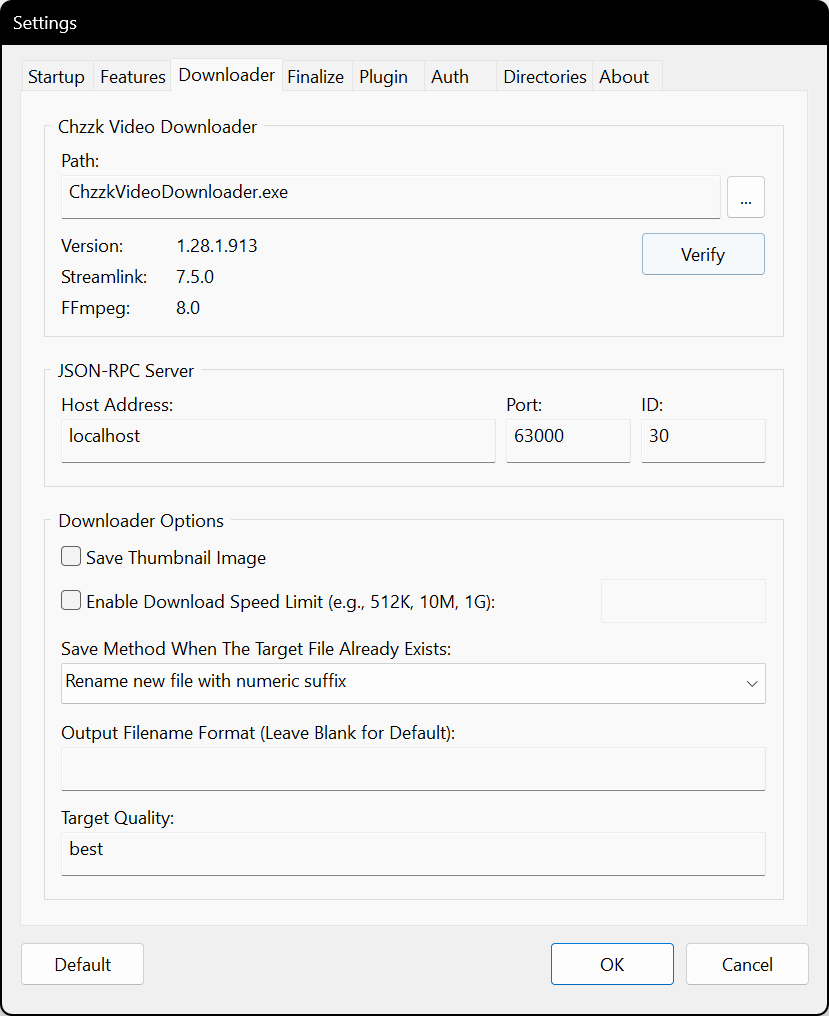 Settings
Startup Features Downloader Finalize Plugin Auth Directories About
Chzzk Video Downloader
Path:
ChzzkVideoDownloader.exe
...
Version: 1.28.1.913
Verify
Streamlink: 7.5.0
FFmpeg: 8.0
JSON-RPC Server
Host Address: Port: ID:
localhost 63000 30
Downloader Options
Save Thumbnail Image
Enable Download Speed Limit (e.g., 512K, 10M, 1G):
Save Method When The Target File Already Exists:
Rename new file with numeric suffix
Output Filename Format (Leave Blank for Default):
Target Quality:
best
Default OK Cancel